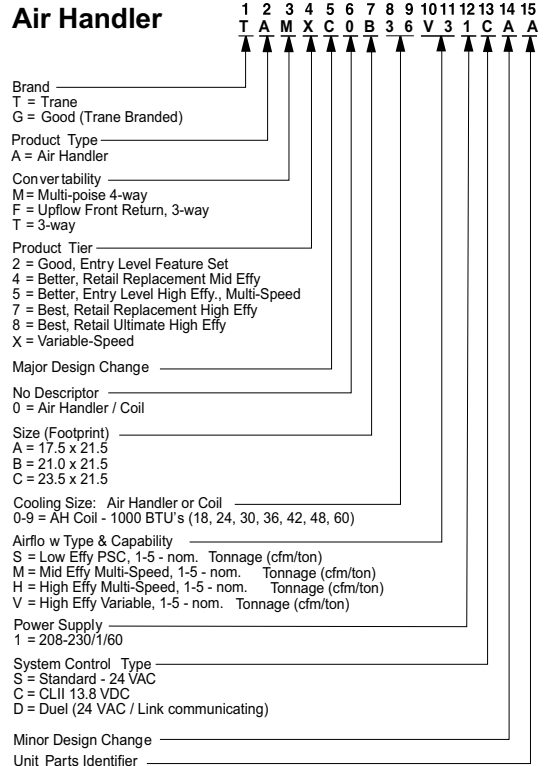 Air Handler
1 2 3 4 5 6 7 8 9 10 11 12 13 14 15
T A M X C 0 B 3 6 V 3 1 C A A
Brand
T = Trane
G = Good (Trane Branded)
Product Type
A = Air Handler
Conver tability
M= Multi-poise 4-way
F = Upflow Front Return, 3-way
T = 3-way
Product Tier
2 = Good, Entry Level Feature Set
4 = Better, Retail Replacement Mid Effy
5 = Better, Entry Level High Effy., Multi-Speed
7 = Best, Retail Replacement High Effy
8 = Best, Retail Ultimate High Effy
X = Variable-Speed
Major Design Change
No Descriptor
0 = Air Handler / Coil
Size (Footprint)
A = 17.5 x 21.5
B = 21.0 x 21.5
C = 23.5 x 21.5
Cooling Size: Air Handler or Coil
0-9 = AH Coil - 1000 BTU's (18, 24, 30, 36, 42, 48, 60)
Airflo w Type & Capability
S = Low Effy PSC, 1-5 - nom. Tonnage (cfm/ton)
M = Mid Effy Multi-Speed, 1-5 - nom. Tonnage (cfm/ton)
H = High Effy Multi-Speed, 1-5 - nom. Tonnage (cfm/ton)
V = High Effy Variable, 1-5 - nom. Tonnage (cfm/ton)
Power Supply
1 = 208-230/1/60
System Control Type
S = Standard - 24 VAC
C = CLII 13.8 VDC
D = Duel (24 VAC / Link communicating)
Minor Design Change
Unit Parts Identifier